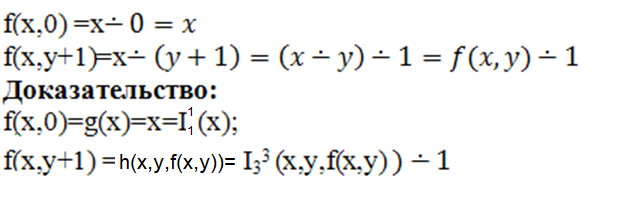 f(x,0) =x∸ 0 = x
f(x,y+1)=x∸ (y + 1) = (x ∸ y) ∸ 1 = f(x, y) ∸ 1
Доказательство:
f(x,0)=g(x)=x=I₁¹(x);
f(x,y+1) = h(x,y,f(x,y))= I₃³ (x,y,f(x,y) ) ∸ 1